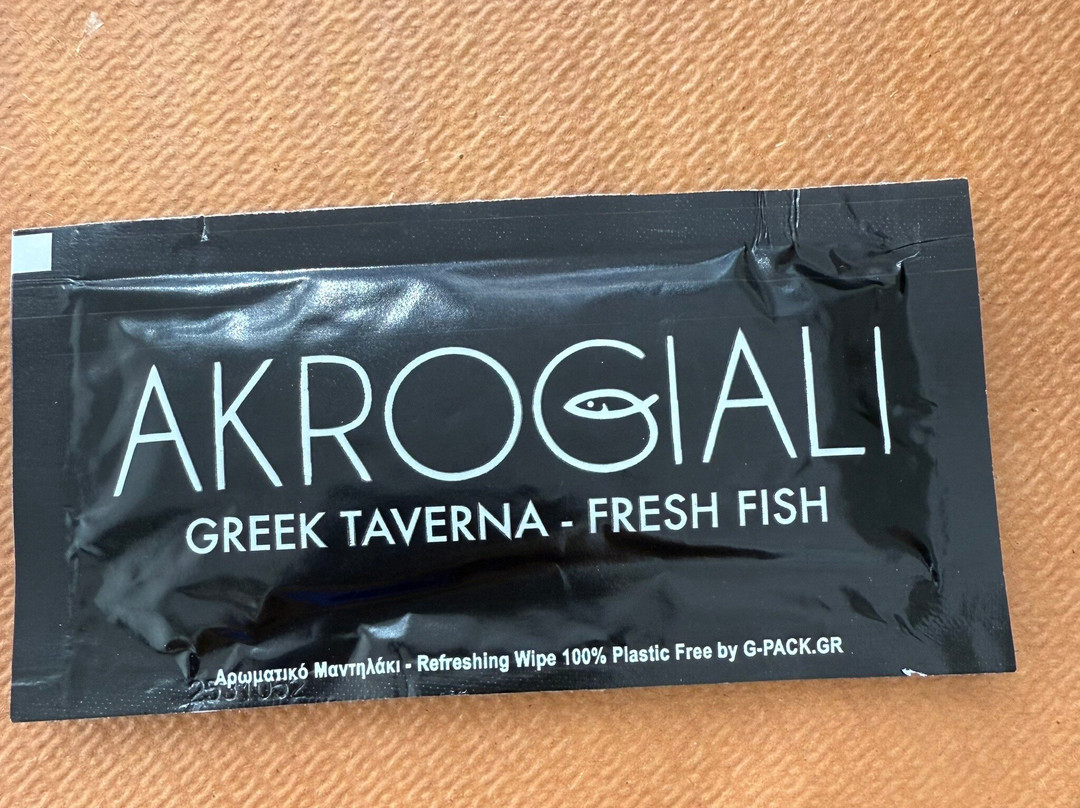 AKROGIALI
GREEK TAVERNA - FRESH FISH
Αρωματικό Μαντηλάκι - Refreshing Wipe 100% Plastic Free by G-PACK.GR